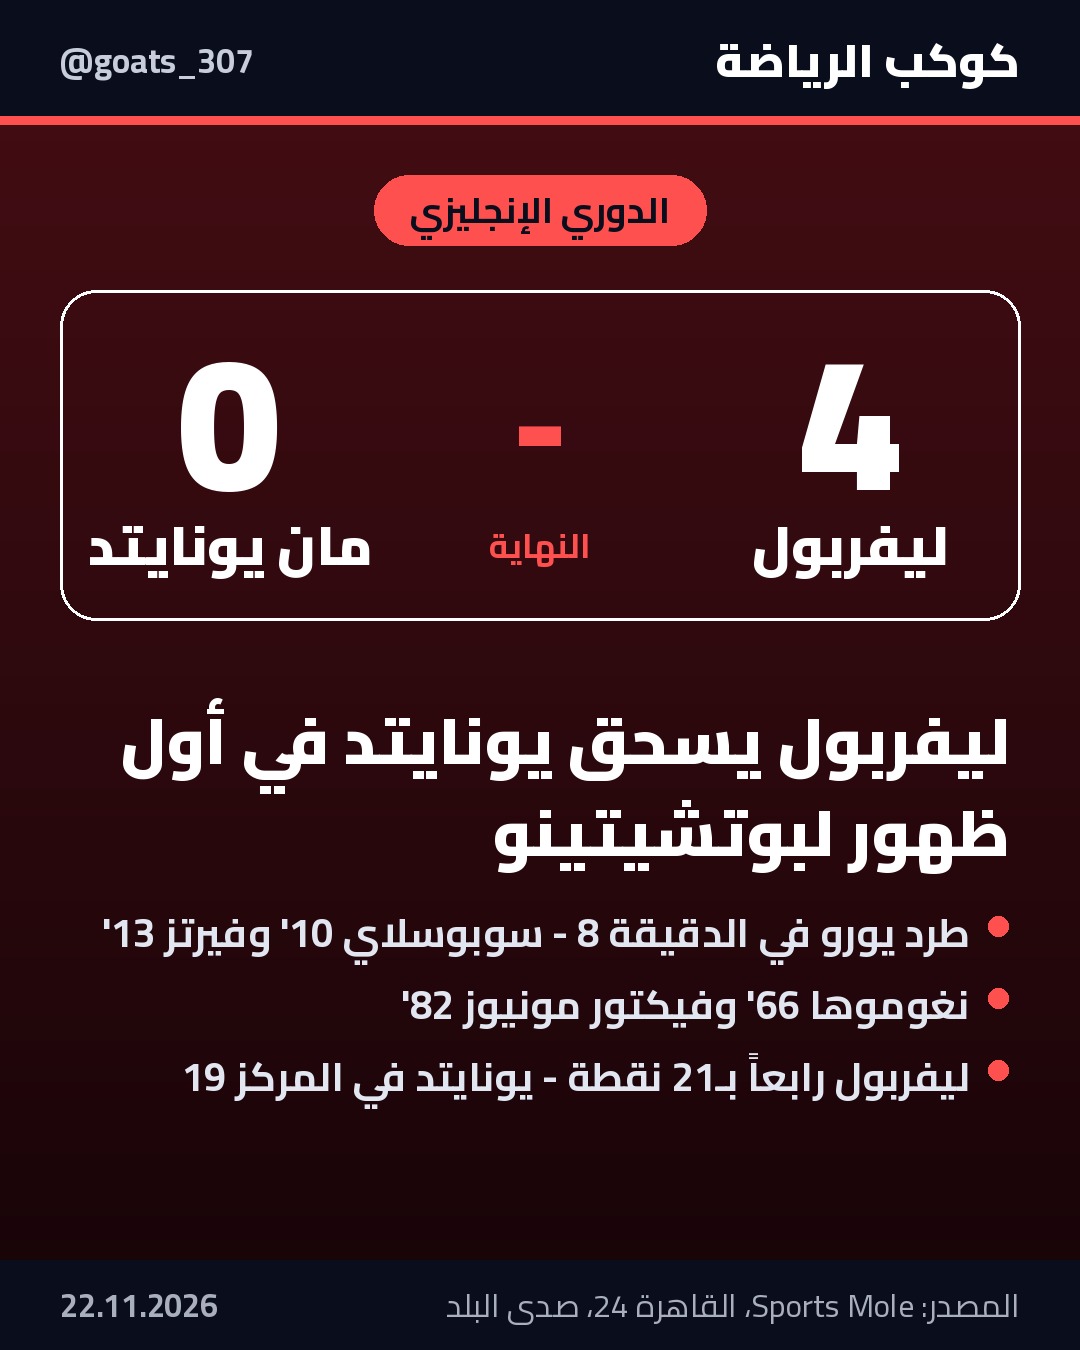 كوكب الرياضة
@goats_307
الدوري الإنجليزي
4 - 0
ليفربول النهاية مان يونايتد
ليفربول يسحق يونايتد في أول
ظهور لبوتشيتينو
طرد يورو في الدقيقة 8 - سوبوسلاي 10' وفيرتز 13'
نغوموها 66' وفيكتور مونيوز 82'
ليفربول رابعاً بـ21 نقطة - يونايتد في المركز 19
المصدر: Sports Mole، القاهرة 24، صدى البلد
22.11.2026